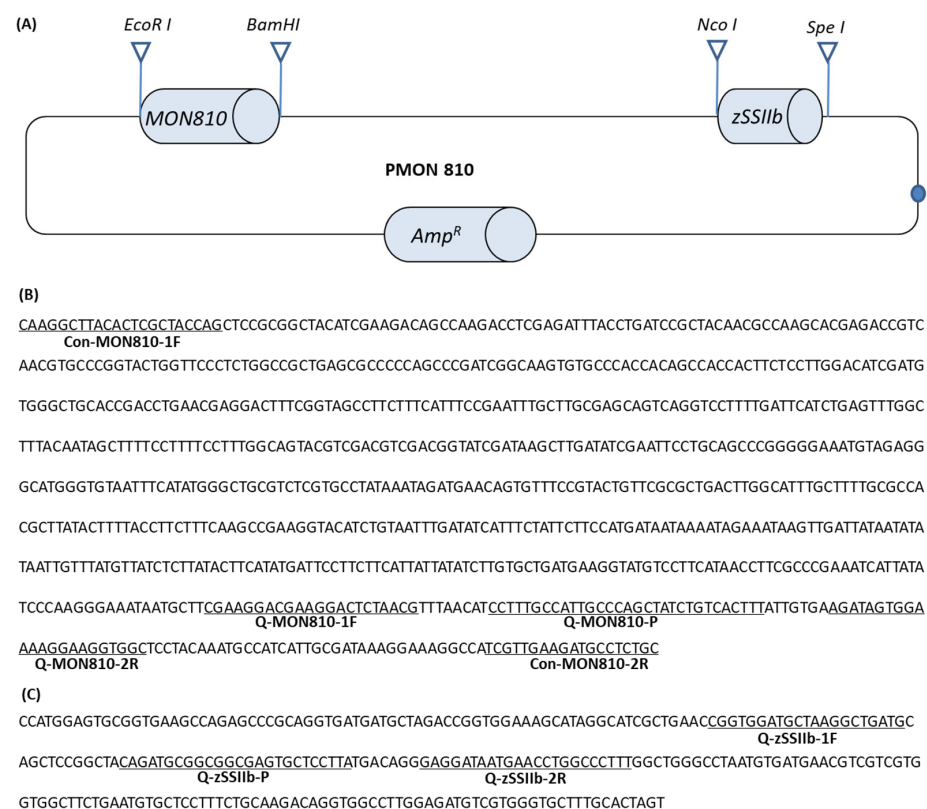 (A)
EcoR I
BamHI
Nco I
Spe I
MON810
zSSIIb
PMON 810
Amp^R
(B)
CAAGGCTTACACTCGCTACCAGCTCCGCGGCTACATCGAAGACAGCCAAGACCTCGAGATTTACCTGATCCGCTACAACGCCAAGCACGAGACCGTC
Con-MON810-1F
AACGTGCCCGGTACTGGTTCCCTCTGGCCGCTGAGCGCCCCCAGCCCGATCGGCAAGTGTGCCCACCACAGCCACCACTTCTCCTTGGACATCGATG
TGGGCTGCACCGACCTGAACGAGGACTTTCGGTAGCCTTCTTTCATTTCCGAATTTGCTTGCGAGCAGTCAGGTCCTTTTGATTCATCTGAGTTTGGC
TTTACAATAGCTTTTCCTTTTCCTTTGGCAGTACGTCGACGTCGACGGTATCGATAAGCTTGATATCGAATTCCTGCAGCCCGGGGGAAATGTAGAGG
GCATGGGTGTAATTTCATATGGGCTGCGTCTCGTGCCTATAAATAGATGAACAGTGTTTCCGTACTGTTCGCGCTGACTTGGCATTTGCTTTTGCGCCA
CGCTTATACTTTTACCTTCTTTCAAGCCGAAGGTACATCTGTAATTTGATATCATTTCTATTCTTCCATGATAATAAAATAGAAATAAGTTGATTATAATATA
TAATTGTTTATGTTATCTCTTATACTTCATATGATTCCTTCTTCATTATTATATCTTGTGCTGATGAAGGTATGTCCTTCATAACCTTCGCCCGAAATCATTATA
TCCCAAGGGAAATAATGCTTCGAAGGACGAAGGACTCTAACGTTTAACATCCTTTGCCATTGCCCAGCTATCTGTCACTTTATTGTGAAGATAGTGGA
Q-MON810-1F
Q-MON810-P
AAAGGAAGGTGGCTCCTACAAATGCCATCATTGCGATAAAGGAAAGGCCATCGTTGAAGATGCCTCTGC
Q-MON810-2R
Con-MON810-2R
(C)
CCATGGAGTGCGGTGAAGCCAGAGCCCGCAGGTGATGATGCTAGACCGGTGGAAAGCATAGGCATCGCTGAACCGGTGGATGCTAAGGCTGATGC
Q-zSSIIb-1F
AGCTCCGGCTACAGATGCGGCGGCGAGTGCTCCTTATGACAGGGAGGATAATGAACCTGGCCCTTTGGCTGGGCCTAATGTGATGAACGTCGTCGTG
Q-zSSIIb-P
Q-zSSIIb-2R
GTGGCTTCTGAATGTGCTCCTTTCTGCAAGACAGGTGGCCTTGGAGATGTCGTGGGTGCTTTGCACTAGT